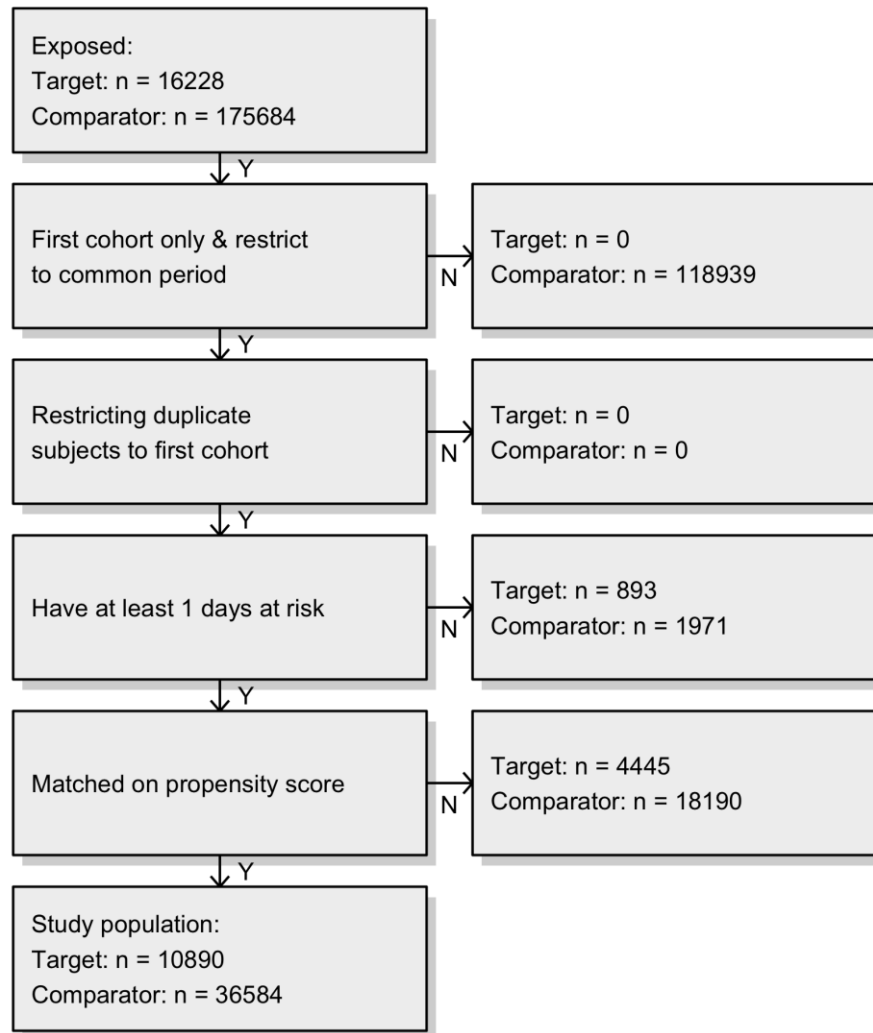 Exposed:
Target: n = 16228
Comparator: n = 175684
Y
First cohort only & restrict
to common period
N
Target: n = 0
Comparator: n = 118939
Y
Restricting duplicate
subjects to first cohort
N
Target: n = 0
Comparator: n = 0
Y
Have at least 1 days at risk
N
Target: n = 893
Comparator: n = 1971
Y
Matched on propensity score
N
Target: n = 4445
Comparator: n = 18190
Y
Study population:
Target: n = 10890
Comparator: n = 36584